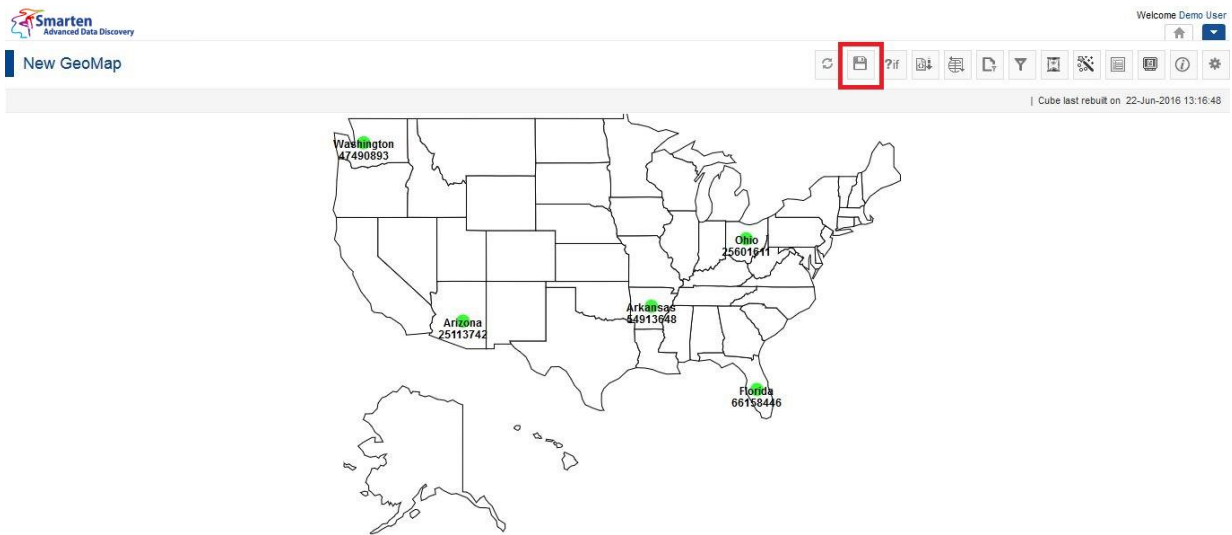 Smarten
Advanced Data Discovery
Welcome Demo User
New GeoMap
?if
| Cube last rebuilt on 22-Jun-2016 13:16:48
Washington
47490893
Ohio
25601611
Arkansas
54913648
Arizona
25113742
Florida
66158446